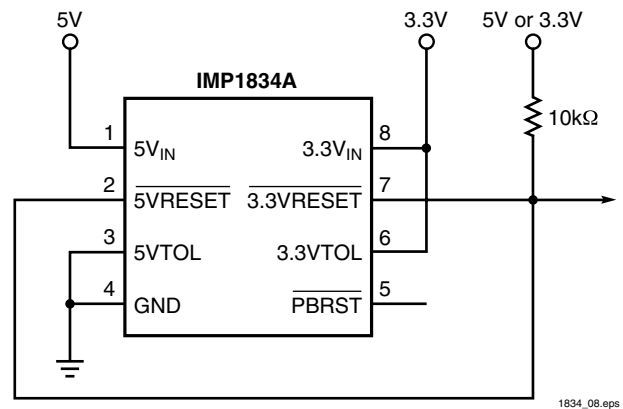 5V
3.3V
5V or 3.3V
IMP1834A
10kΩ
1
5VIN
3.3VIN
8
2
5VRESET
3.3VRESET
7
3
5VTOL
3.3VTOL
6
4
GND
PBRST
5
1834_08.eps